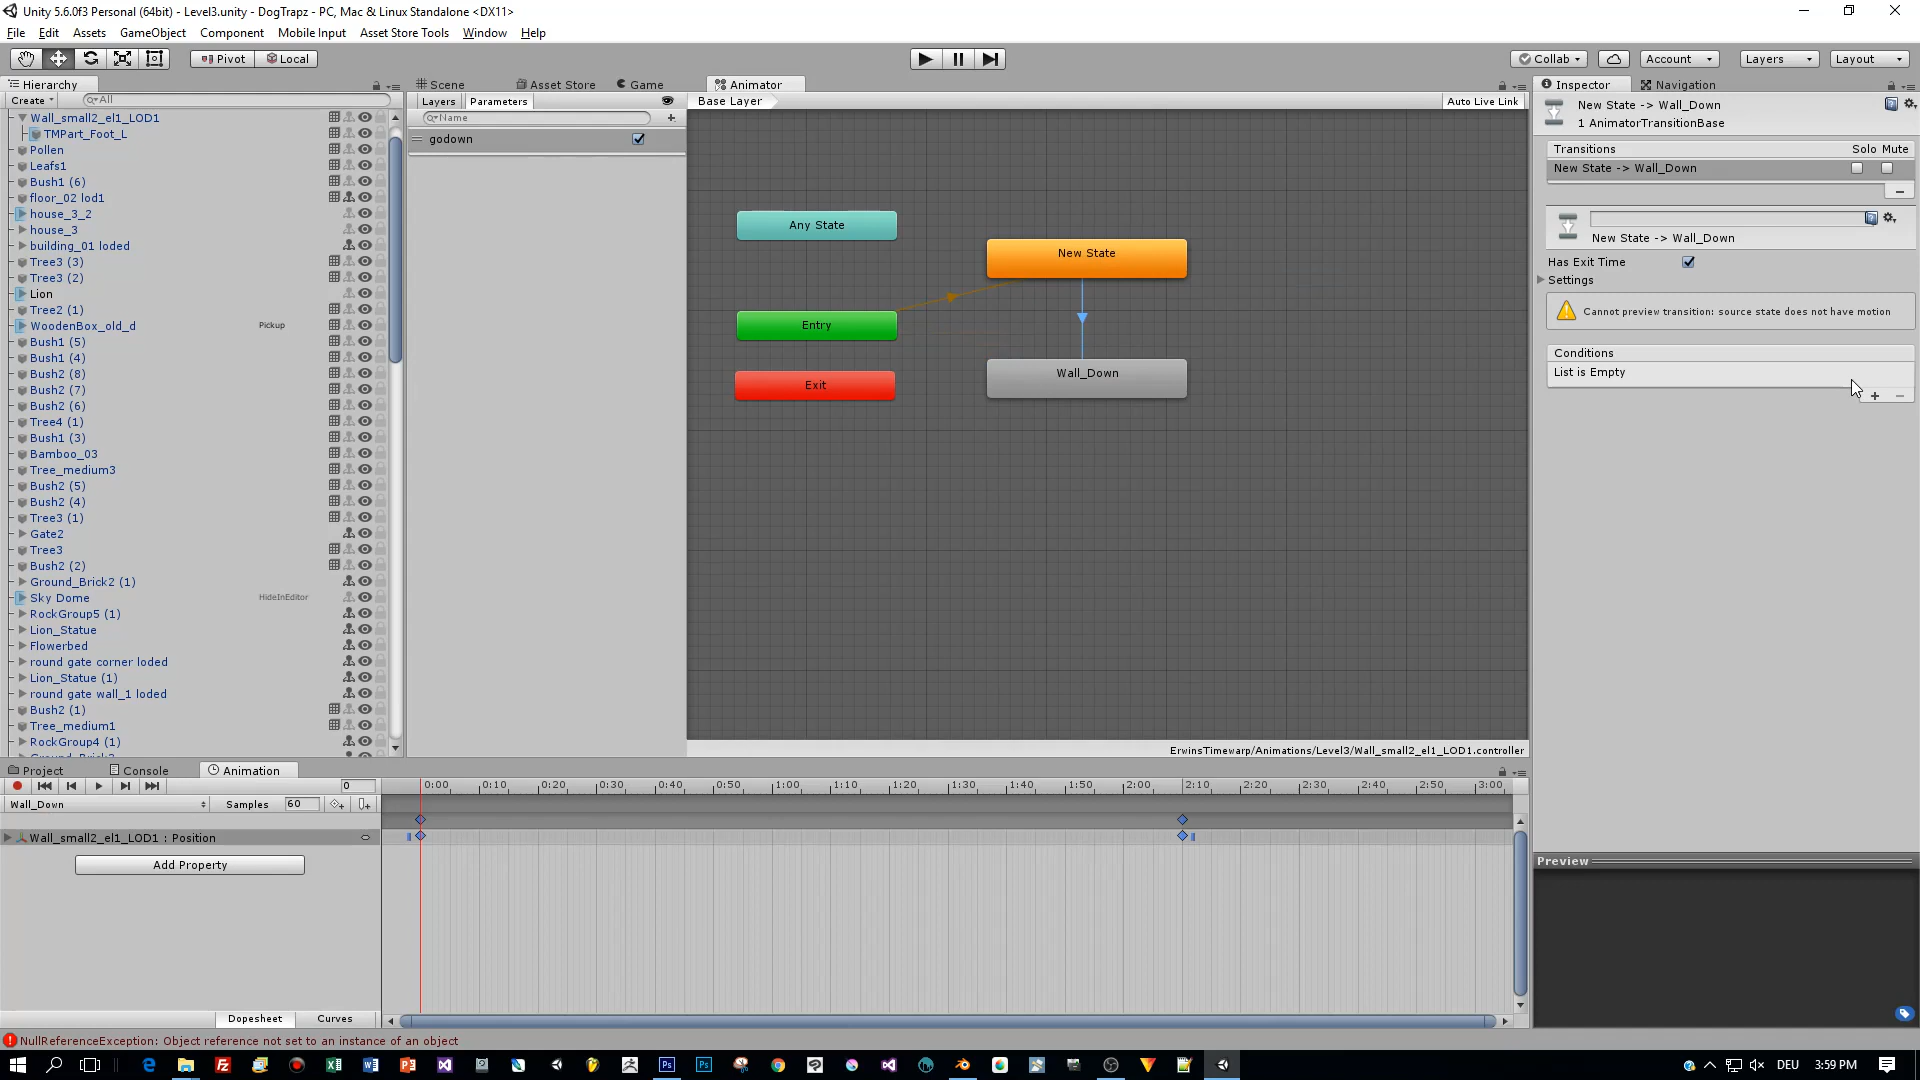 Unity 5.6.0f3 Personal (64bit) - Level3.unity - DogTrapz - PC, Mac & Linux Standalone <DX11>
File Edit Assets GameObject Component Mobile Input Asset Store Tools Window Help
Pivot Local Collab Account Layers Layout
Hierarchy
Create All
Wall_small2_el1_LOD1
TMPart_Foot_L
Pollen
Leafs1
Bush1 (6)
floor_02 lod1
house_3_2
house_3
building_01 loded
Tree3 (3)
Tree3 (2)
Lion
Tree2 (1)
WoodenBox_old_d Pickup
Bush1 (5)
Bush1 (4)
Bush2 (8)
Bush2 (7)
Bush2 (6)
Tree4 (1)
Bush1 (3)
Bamboo_03
Tree_medium3
Bush2 (5)
Bush2 (4)
Tree3 (1)
Gate2
Tree3
Bush2 (2)
Ground_Brick2 (1)
Sky Dome HideInEditor
RockGroup5 (1)
Lion_Statue
Flowerbed
round gate corner loded
Lion_Statue (1)
round gate wall_1 loded
Bush2 (1)
Tree_medium1
RockGroup4 (1)
Scene Asset Store Game Animator
Layers Parameters Base Layer Auto Live Link
Name
godown
Any State
New State
Entry
Wall_Down
Exit
ErwinsTimewarp/Animations/Level3/Wall_small2_el1_LOD1.controller
Inspector Navigation
New State -> Wall_Down
1 AnimatorTransitionBase
Transitions Solo Mute
New State -> Wall_Down
New State -> Wall_Down
Has Exit Time
Settings
Cannot preview transition: source state does not have motion
Conditions
List is Empty
Preview
Project Console Animation
0 0:00 0:10 0:20 0:30 0:40 0:50 1:00 1:10 1:20 1:30 1:40 1:50 2:00 2:10 2:20 2:30 2:40 2:50 3:00
Wall_Down Samples 60
Wall_small2_el1_LOD1 : Position
Add Property
Dopesheet Curves
NullReferenceException: Object reference not set to an instance of an object
DEU 3:59 PM